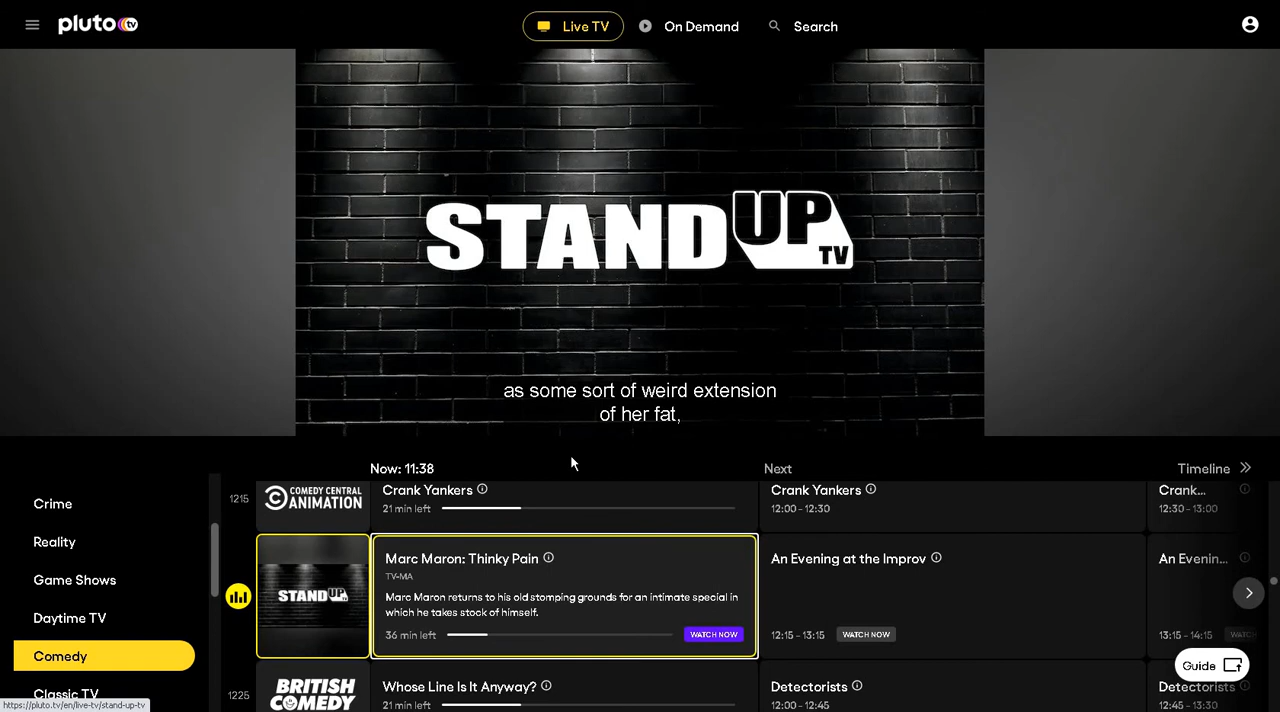 pluto tv
Live TV
On Demand
Search
STAND UP TV
as some sort of weird extension
of her fat,
Now: 11:38
Next
Timeline
Crime
Reality
Game Shows
Daytime TV
Comedy
Classic TV
1215
COMEDY CENTRAL
ANIMATION
Crank Yankers
21 min left
Crank Yankers
12:00 - 12:30
Crank...
12:30 - 13:00
STAND UP
Marc Maron: Thinky Pain
TV-MA
Marc Maron returns to his old stomping grounds for an intimate special in
which he takes stock of himself.
36 min left
WATCH NOW
An Evening at the Improv
12:15 - 13:15
WATCH NOW
An Evenin...
13:15 - 14:15
WATCH
Guide
1225
BRITISH
COMEDY
Whose Line Is It Anyway?
21 min left
Detectorists
12:00 - 12:45
Detectorists
12:45 - 13:30
https://pluto.tv/en/live-tv/stand-up-tv